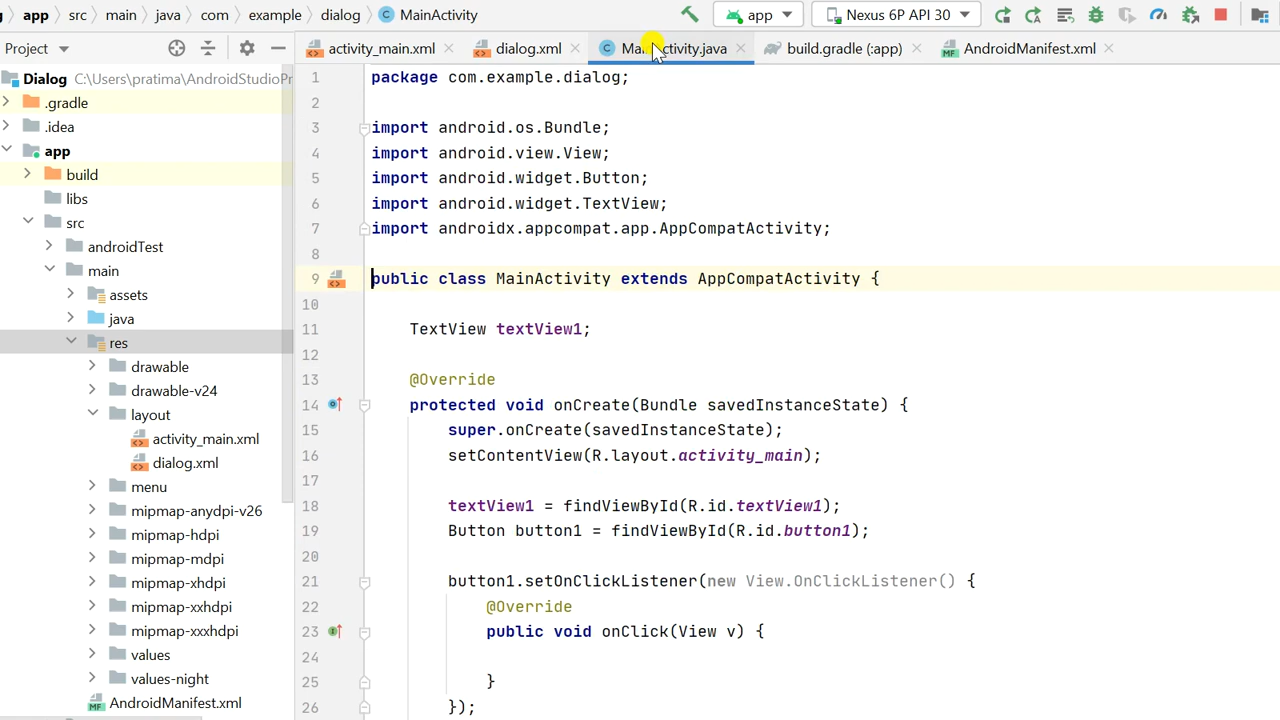 app src main java com example dialog MainActivity app Nexus 6P API 30
Project
activity_main.xml dialog.xml MainActivity.java build.gradle (:app) AndroidManifest.xml
Dialog C:\Users\pratima\AndroidStudioPr
.gradle
.idea
app
build
libs
src
androidTest
main
assets
java
res
drawable
drawable-v24
layout
activity_main.xml
dialog.xml
menu
mipmap-anydpi-v26
mipmap-hdpi
mipmap-mdpi
mipmap-xhdpi
mipmap-xxhdpi
mipmap-xxxhdpi
values
values-night
AndroidManifest.xml
1 package com.example.dialog;
2
3 import android.os.Bundle;
4 import android.view.View;
5 import android.widget.Button;
6 import android.widget.TextView;
7 import androidx.appcompat.app.AppCompatActivity;
8
9 public class MainActivity extends AppCompatActivity {
10
11 TextView textView1;
12
13 @Override
14 protected void onCreate(Bundle savedInstanceState) {
15 super.onCreate(savedInstanceState);
16 setContentView(R.layout.activity_main);
17
18 textView1 = findViewById(R.id.textView1);
19 Button button1 = findViewById(R.id.button1);
20
21 button1.setOnClickListener(new View.OnClickListener() {
22 @Override
23 public void onClick(View v) {
24
25 }
26 });